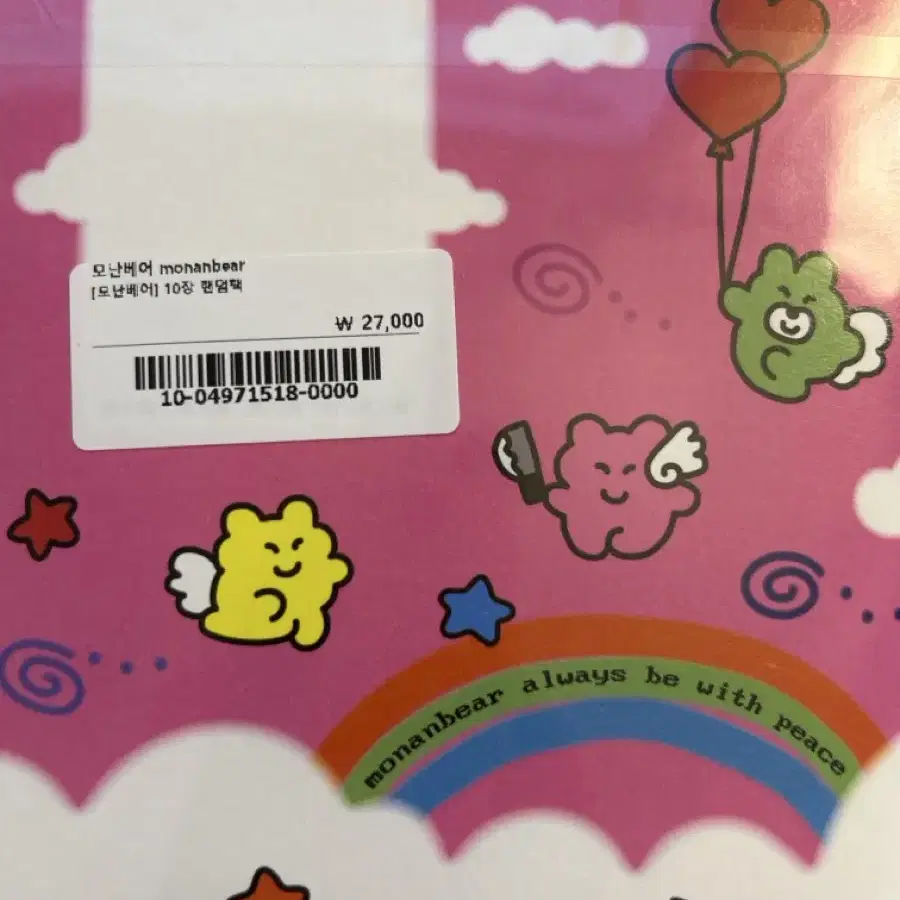 모난베어 monanbear
[모난베어] 10장 랜덤택
₩ 27,000
10-04971518-0000
monanbear always be with peace